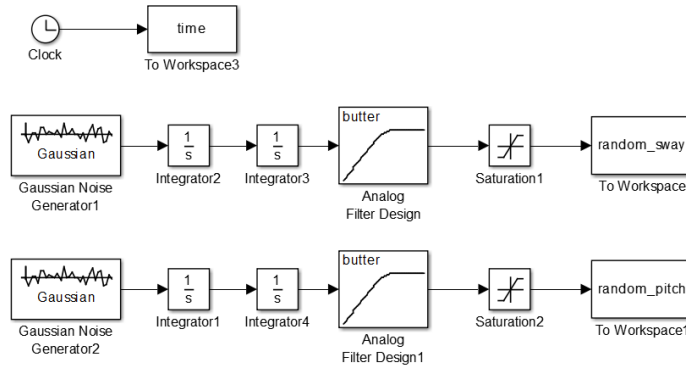 time
Clock
To Workspace3
butter
Gaussian
1
s
1
s
random_sway
Gaussian Noise
Generator1
Integrator2
Integrator3
Analog
Filter Design
Saturation1
To Workspace
butter
Gaussian
1
s
1
s
random_pitch
Gaussian Noise
Generator2
Integrator1
Integrator4
Analog
Filter Design1
Saturation2
To Workspace1